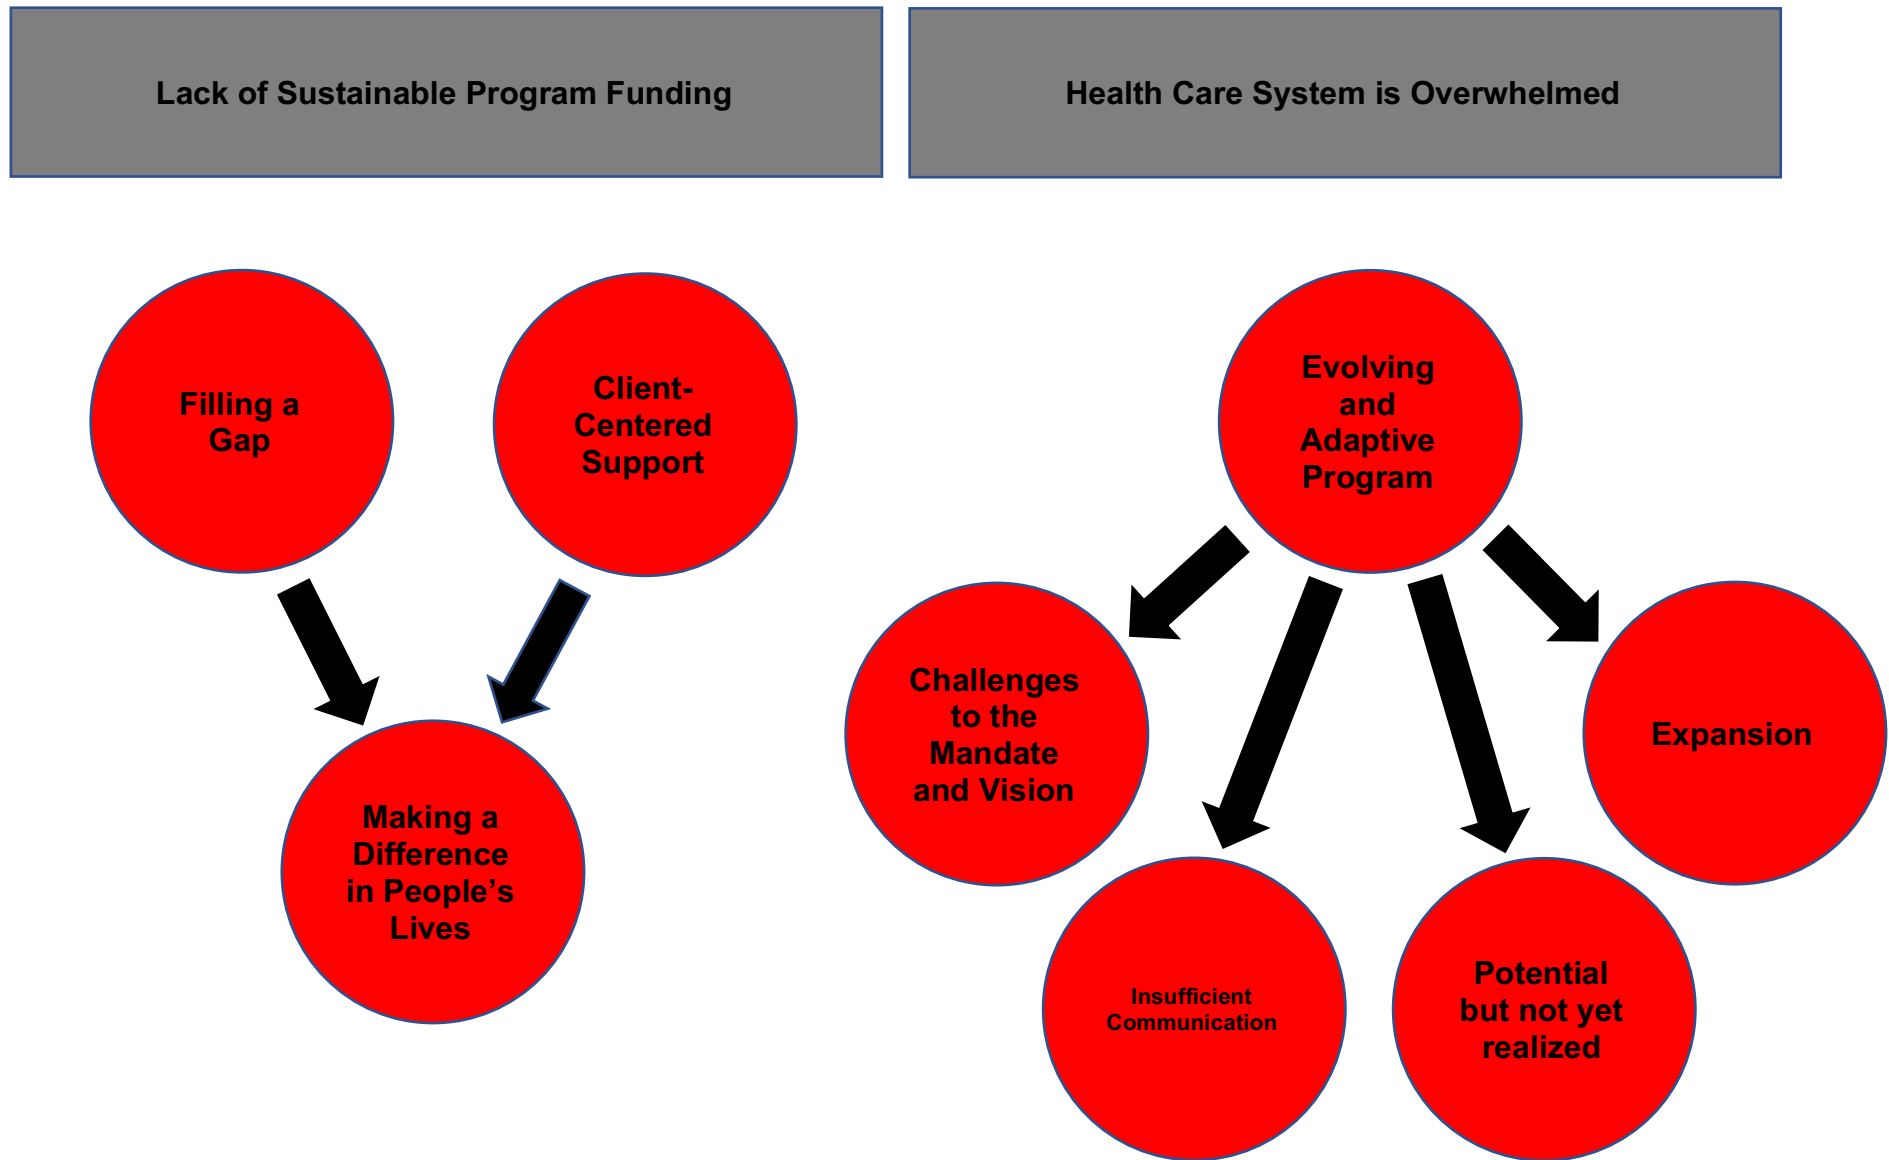 Lack of Sustainable Program Funding
Health Care System is Overwhelmed
Filling a
Gap
Client-
Centered
Support
Making a
Difference
in People’s
Lives
Evolving
and
Adaptive
Program
Challenges
to the
Mandate
and Vision
Insufficient
Communication
Potential
but not yet
realized
Expansion